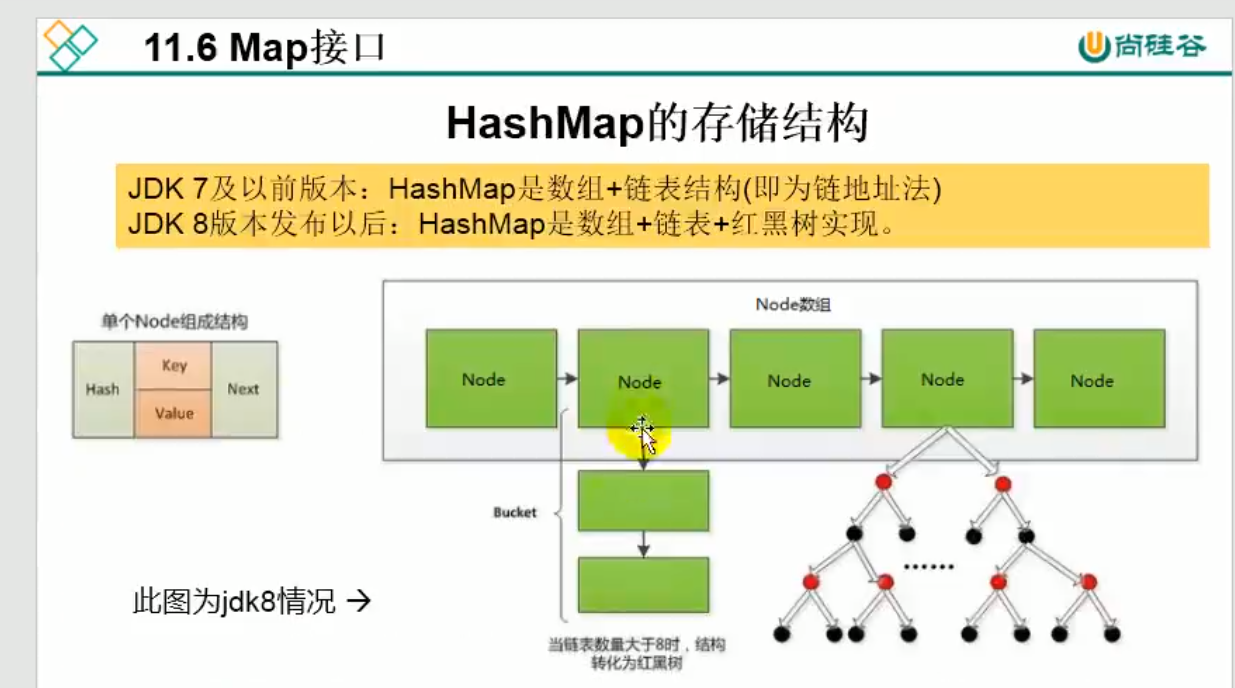 11.6 Map接口
尚硅谷
HashMap的存储结构
JDK 7及以前版本：HashMap是数组+链表结构(即为链地址法)
JDK 8版本发布以后：HashMap是数组+链表+红黑树实现。
单个Node组成结构
Hash
Key
Value
Next
Node数组
Node
Node
Node
Node
Node
Bucket
......
此图为jdk8情况 →
当链表数量大于8时，结构
转化为红黑树